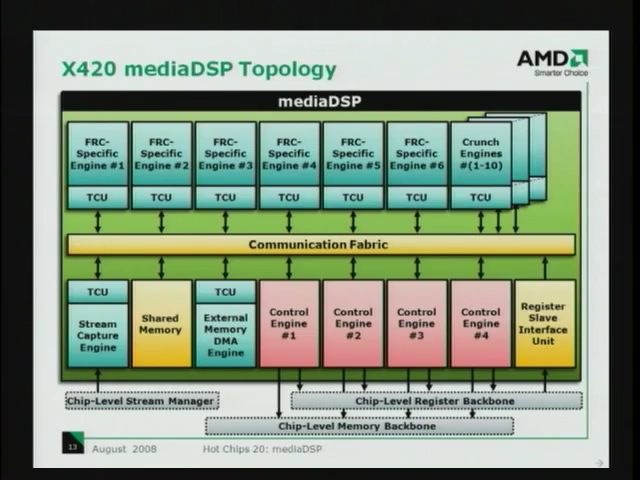 X420 mediaDSP Topology
AMD
Smarter Choice
mediaDSP
FRC-
Specific
Engine #1
TCU
FRC-
Specific
Engine #2
TCU
FRC-
Specific
Engine #3
TCU
FRC-
Specific
Engine #4
TCU
FRC-
Specific
Engine #5
TCU
FRC-
Specific
Engine #6
TCU
Crunch
Engines
#(1-10)
TCU
Communication Fabric
TCU
Stream
Capture
Engine
Shared
Memory
TCU
External
Memory
DMA
Engine
Control
Engine
#1
Control
Engine
#2
Control
Engine
#3
Control
Engine
#4
Register
Slave
Interface
Unit
Chip-Level Stream Manager
Chip-Level Register Backbone
Chip-Level Memory Backbone
13
August 2008
Hot Chips 20: mediaDSP